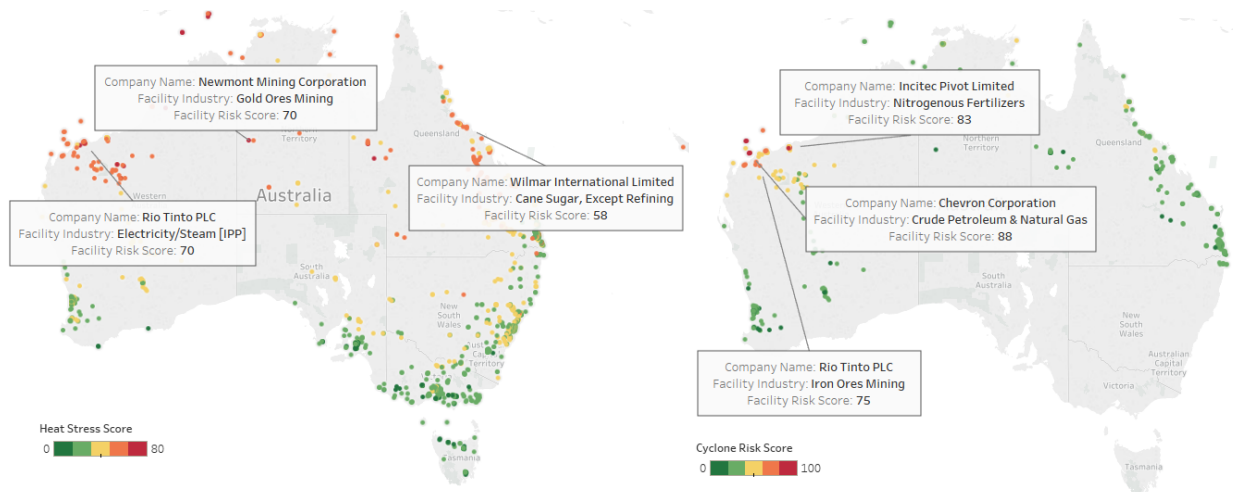 Company Name: Newmont Mining Corporation
Facility Industry: Gold Ores Mining
Facility Risk Score: 70
Territory
Queensland
Company Name: Wilmar International Limited
Facility Industry: Cane Sugar, Except Refining
Facility Risk Score: 58
Western
Australia
Company Name: Rio Tinto PLC
Facility Industry: Electricity/Steam [IPP]
Facility Risk Score: 70
South
Australia
New
South
Wales
Territory
Tasmania
Heat Stress Score
0
80
Company Name: Incitec Pivot Limited
Facility Industry: Nitrogenous Fertilizers
Facility Risk Score: 83
Northern
Territory
Queensland
Company Name: Chevron Corporation
Facility Industry: Crude Petroleum & Natural Gas
Facility Risk Score: 88
South
Australia
New
South
Wales
Australian
Capital
Territory
Victoria
Tasmania
Company Name: Rio Tinto PLC
Facility Industry: Iron Ores Mining
Facility Risk Score: 75
Cyclone Risk Score
0
100